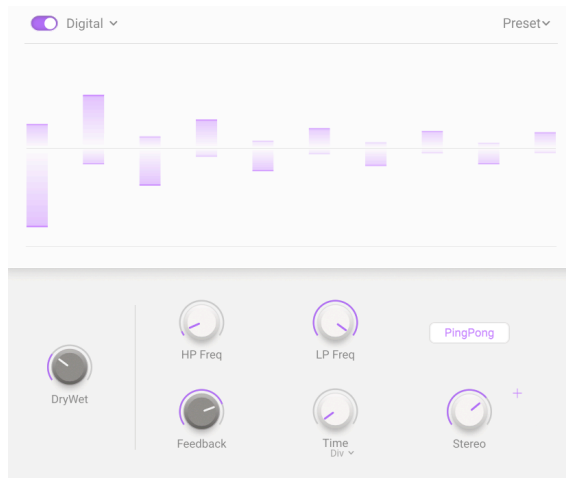 Digital
Preset
HP Freq
LP Freq
PingPong
DryWet
Feedback
Time
Div
Stereo
+